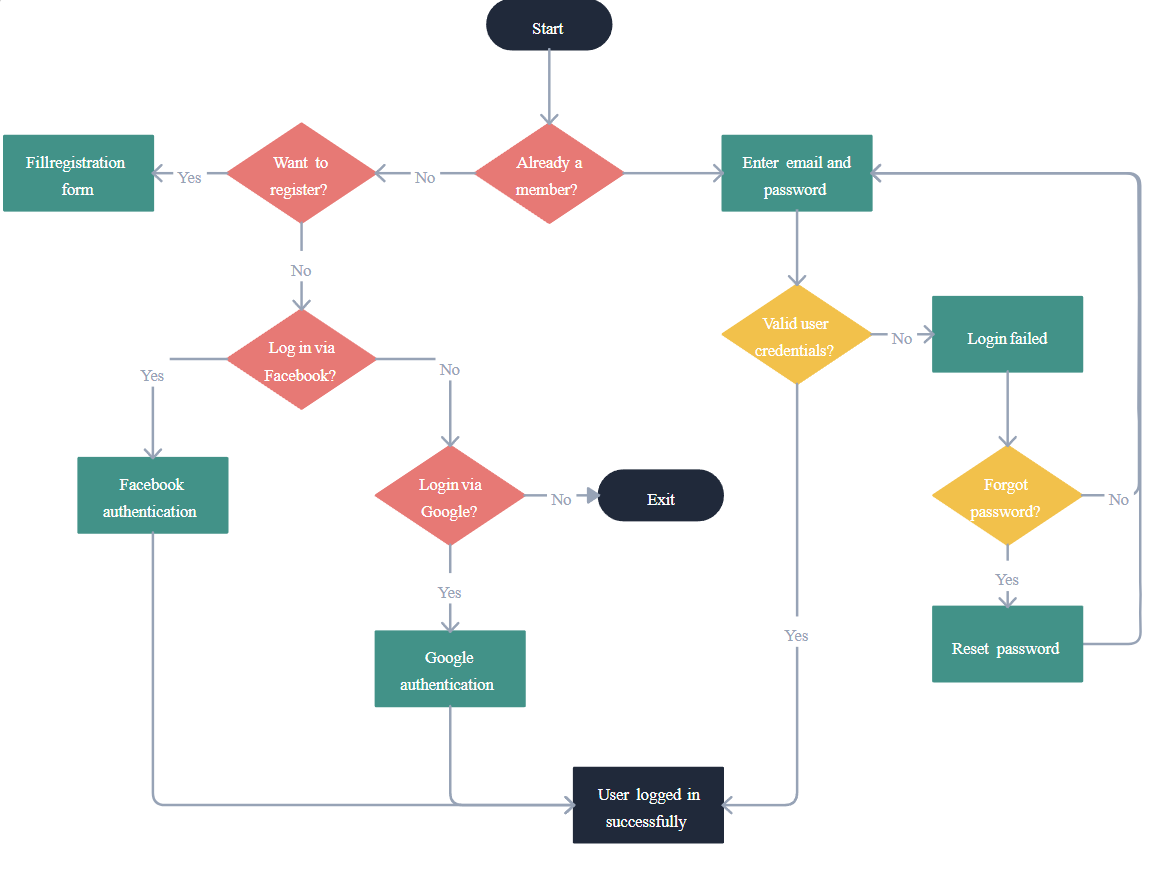 Start
Fillregistration
form
Yes
Want to
register?
No
Already a
member?
Enter email and
password
No
Valid user
credentials?
No
Login failed
Log in via
Facebook?
Yes
No
Facebook
authentication
Login via
Google?
No
Exit
Forgot
password?
No
Yes
Yes
Yes
Reset password
Google
authentication
User logged in
successfully